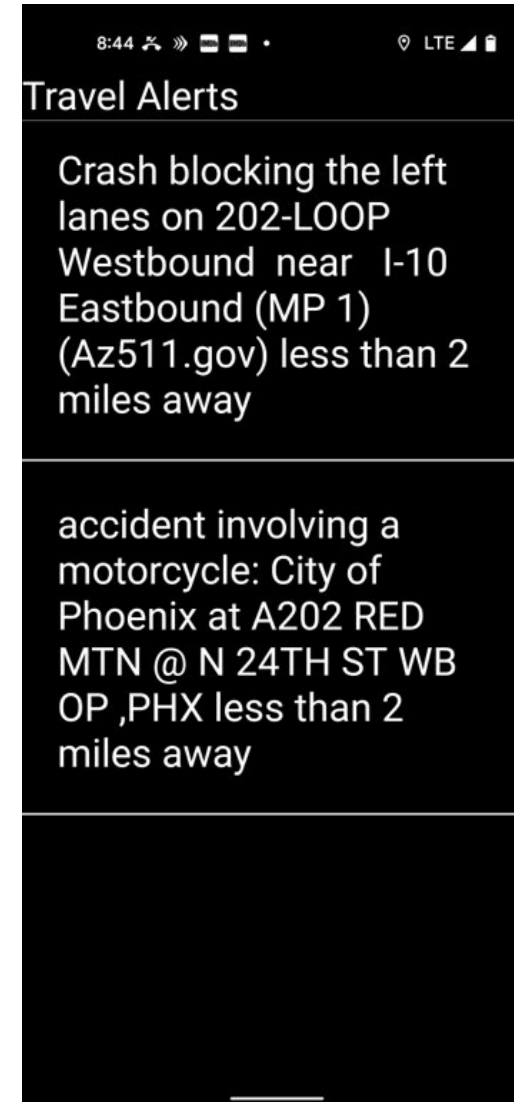 8:44 LTE
Travel Alerts
Crash blocking the left
lanes on 202-LOOP
Westbound  near   I-10
Eastbound (MP 1)
(Az511.gov) less than 2
miles away
accident involving a
motorcycle: City of
Phoenix at A202 RED
MTN @ N 24TH ST WB
OP ,PHX less than 2
miles away